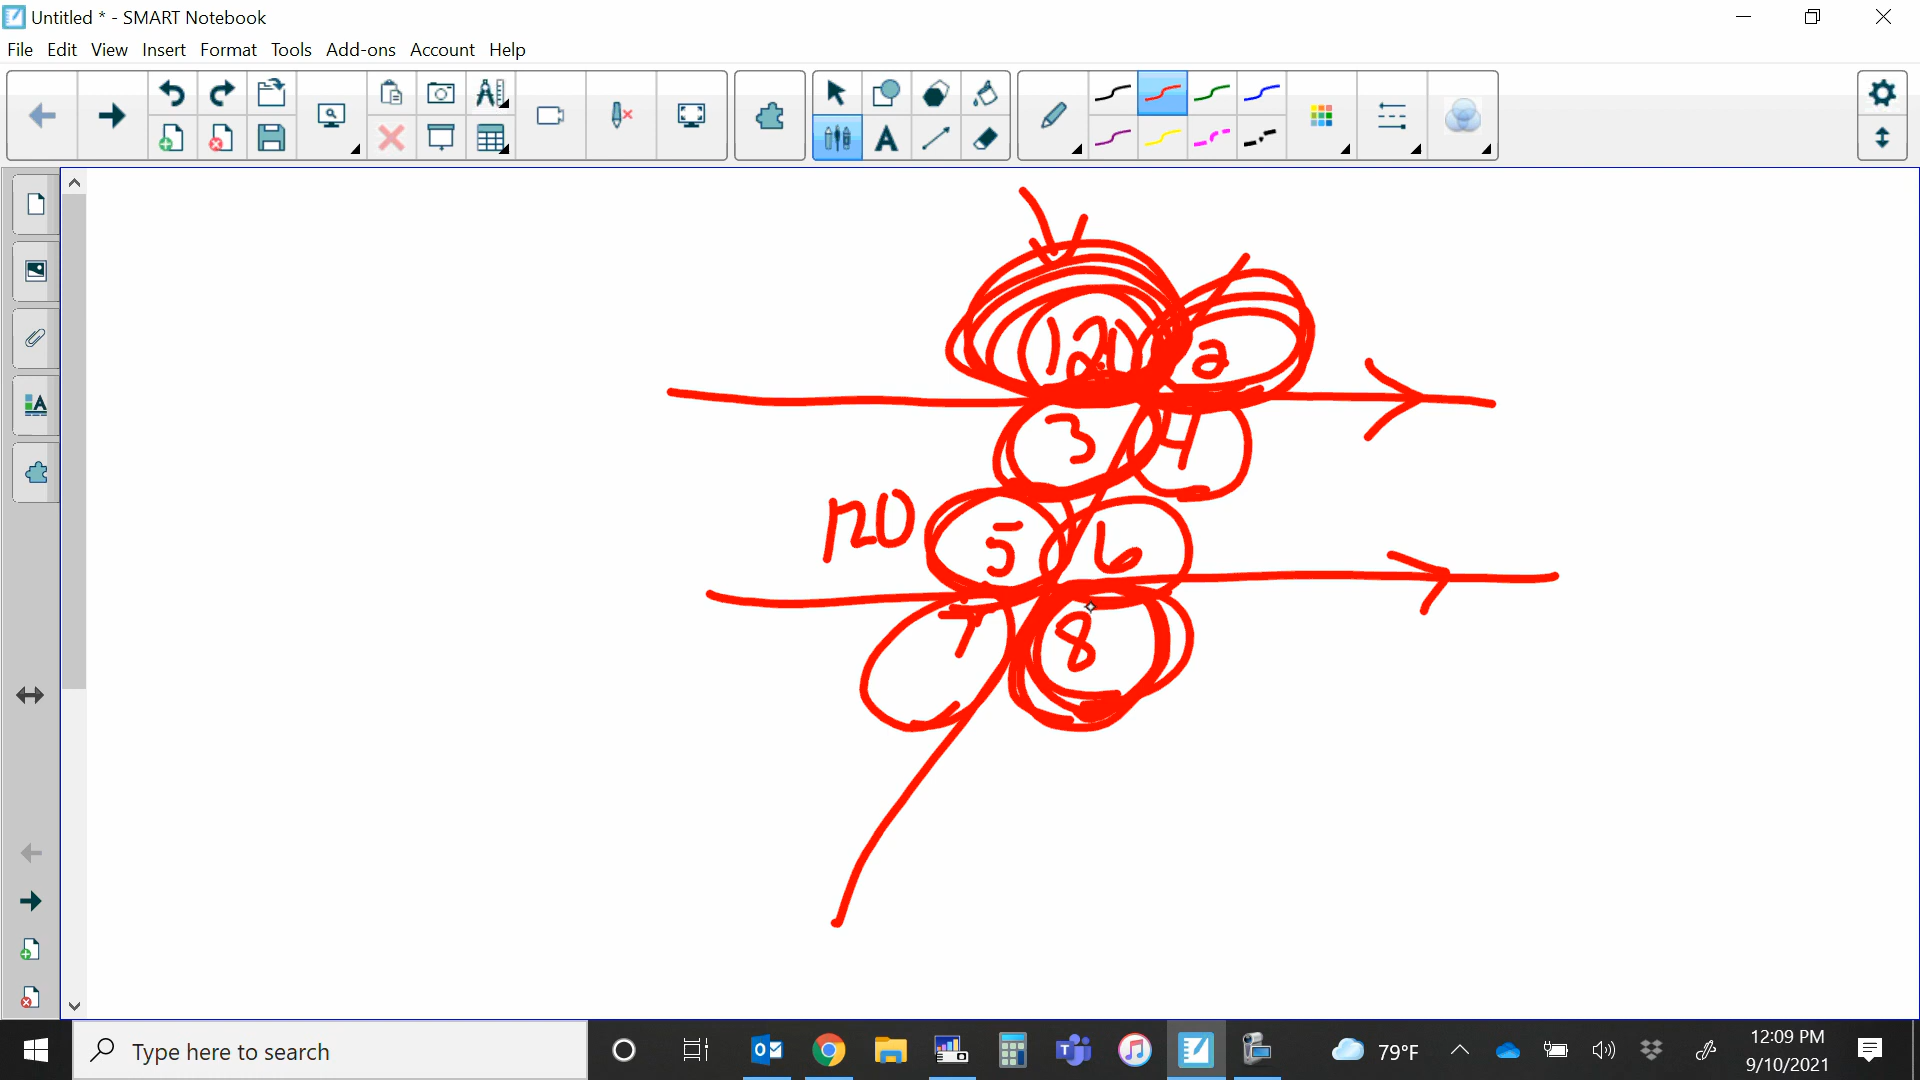 Untitled * - SMART Notebook
File Edit View Insert Format Tools Add-ons Account Help
120
2
3
4
120
5
6
7
8
Type here to search
79°F
12:09 PM
9/10/2021